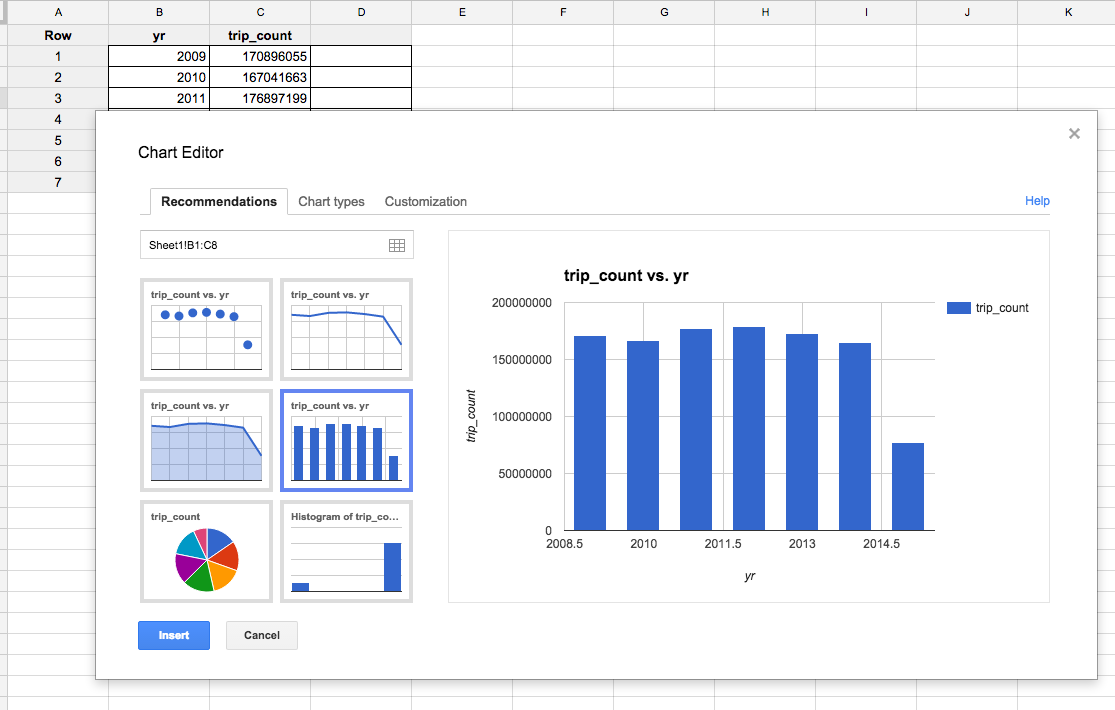 A B C D E F G H I J K
Row yr trip_count
1 2009 170896055
2 2010 167041663
3 2011 176897199
4
5
6
7
Chart Editor
×
Recommendations Chart types Customization Help
Sheet1!B1:C8
trip_count vs. yr
trip_count vs. yr
trip_count vs. yr
trip_count vs. yr
trip_count
Histogram of trip_co...
Insert Cancel
trip_count vs. yr
200000000
150000000
100000000
50000000
0
trip_count
2008.5 2010 2011.5 2013 2014.5
yr
trip_count